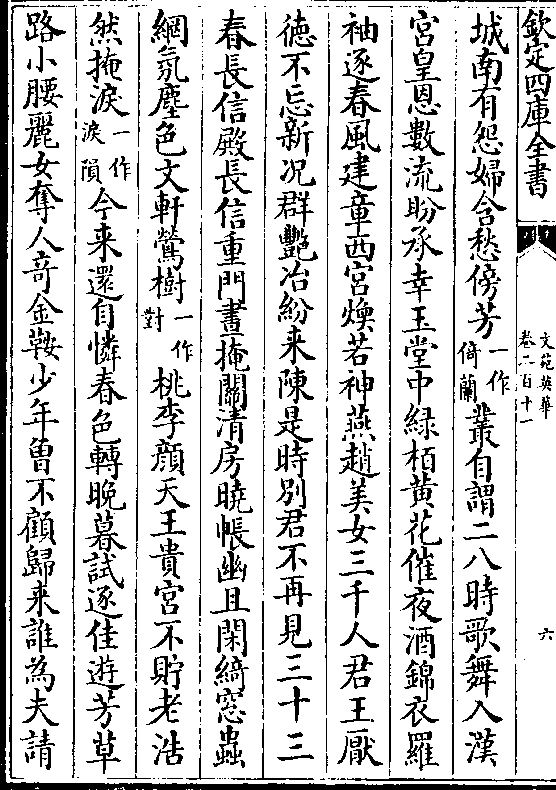 欽定四庫全書
文苑英華
卷二百十一
六
城南有怨婦含愁傍芳一作倚蘭叢自謂二八時歌舞入漢
宮皇恩數流盼承幸玉堂中緑栢黄花催夜酒錦衣羅
袖逐春風建章西宮煥若神燕趙美女三千人君王厭
徳不忘新况群艶冶紛来陳是時别君不再見三十三
春長信殿長信重門晝掩關清房曉帳幽且閑綺窓蟲
網氛塵色文軒鶯樹一作對桃李顔天王貴宮不貯老浩
然掩淚一作淚隕今来還自憐春色轉晚暮試逐佳遊芳草
路小腰麗女奪人竒金鞍少年曽不顧歸来誰為夫請